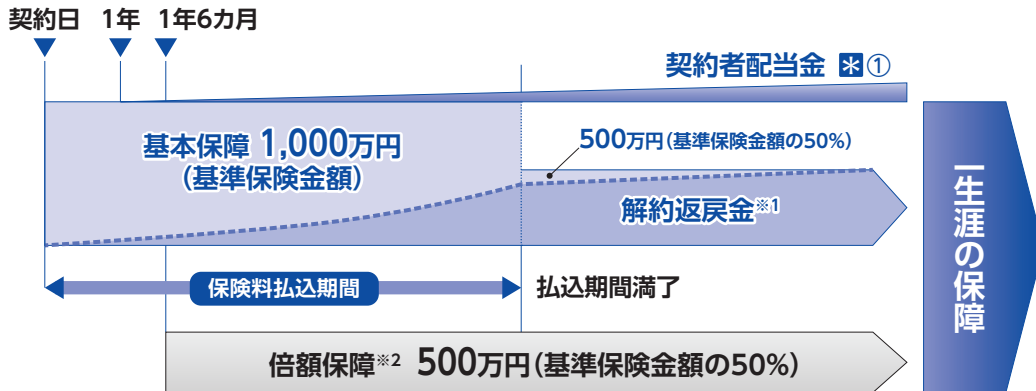 契約日 1年 1年6カ月
契約者配当金 *①
基本保障 1,000万円
(基準保険金額)
500万円(基準保険金額の50%)
解約返戻金※1
保険料払込期間
払込期間満了
倍額保障※2 500万円(基準保険金額の50%)
一生涯の保障